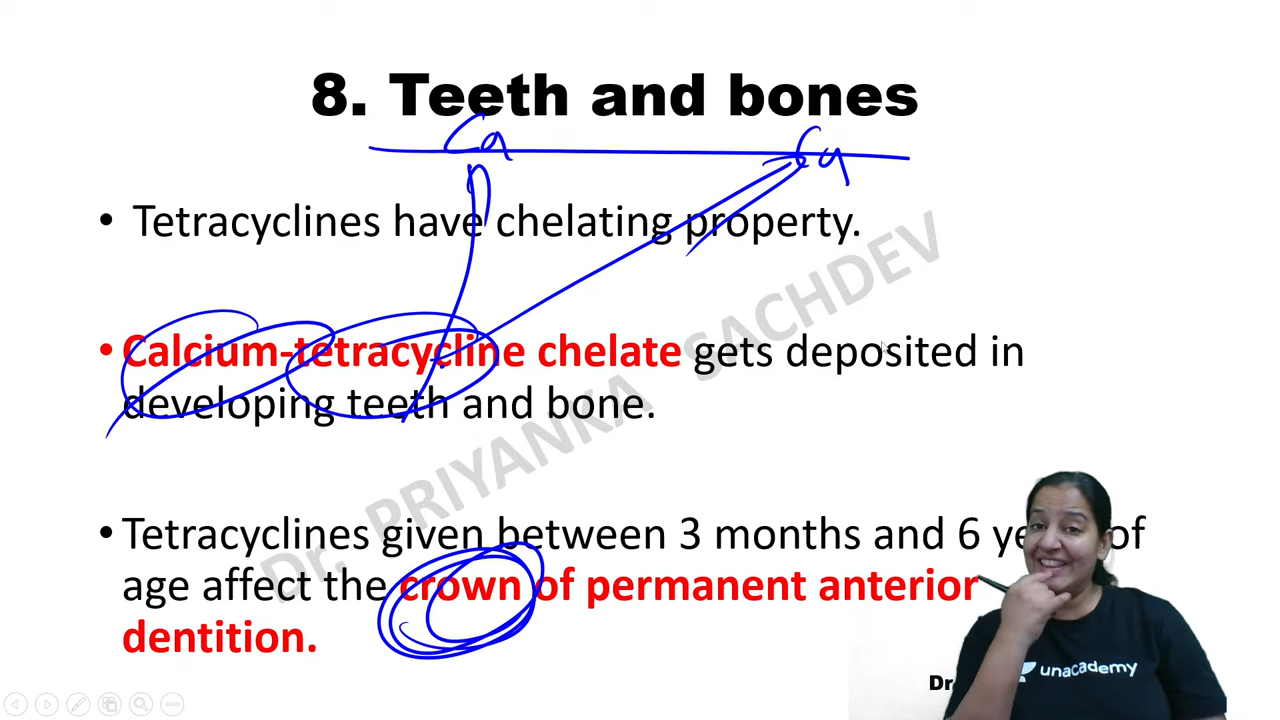 8. Teeth and bones
Ca
Ca
• Tetracyclines have chelating property.
• Calcium-tetracycline chelate gets deposited in
developing teeth and bone.
• Tetracyclines given between 3 months and 6 of
age affect the crown of permanent anterior
dentition.
Dr. PRIYANKA SACHDEV
unacademy
Dr